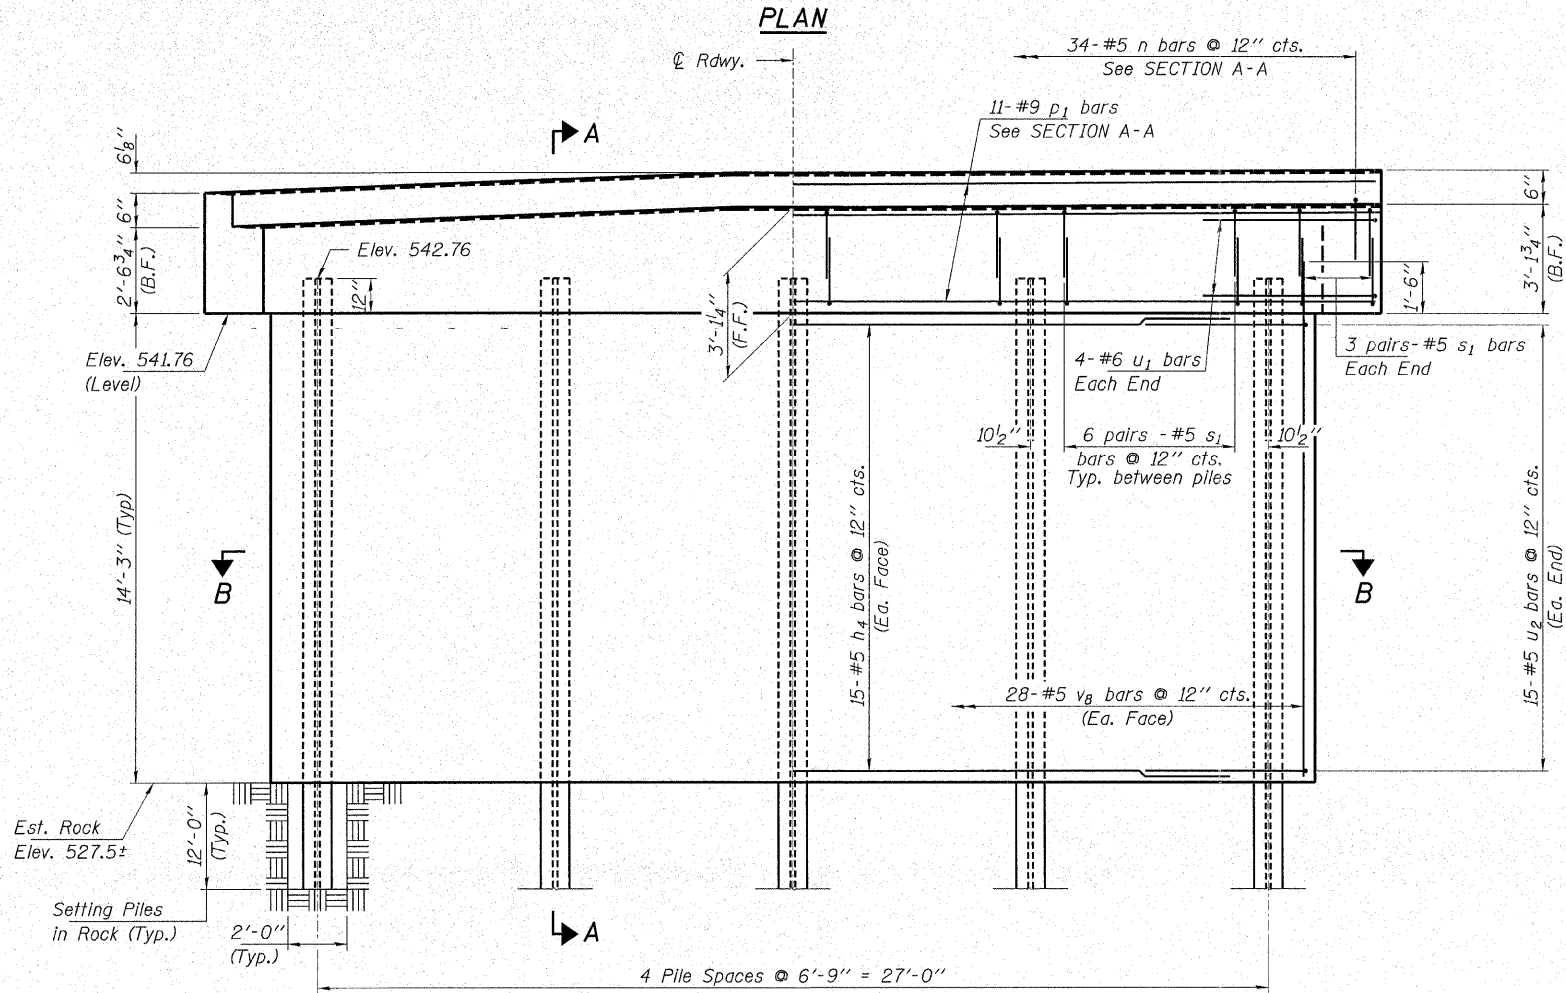 PLAN
℄ Rdwy.
34-#5 n bars @ 12" cts.
See SECTION A-A
11-#9 p₁ bars
See SECTION A-A
A
6⅛"
6"
2'-6¾"
(B.F.)
Elev. 542.76
12"
3'-1¼"
(F.F.)
6"
3'-1¾"
(B.F.)
1'-6"
Elev. 541.76
(Level)
4-#6 u₁ bars
Each End
3 pairs-#5 s₁ bars
Each End
10½"
6 pairs -#5 s₁
bars @ 12" cts.
Typ. between piles
10½"
14'-3" (Typ)
B
15-#5 h₄ bars @ 12" cts.
(Ea. Face)
B
15-#5 u₂ bars @ 12" cts.
(Ea. End)
28-#5 v₈ bars @ 12" cts.
(Ea. Face)
Est. Rock
Elev. 527.5±
12'-0"
(Typ.)
Setting Piles
in Rock (Typ.)
2'-0"
(Typ.)
A
4 Pile Spaces @ 6'-9" = 27'-0"